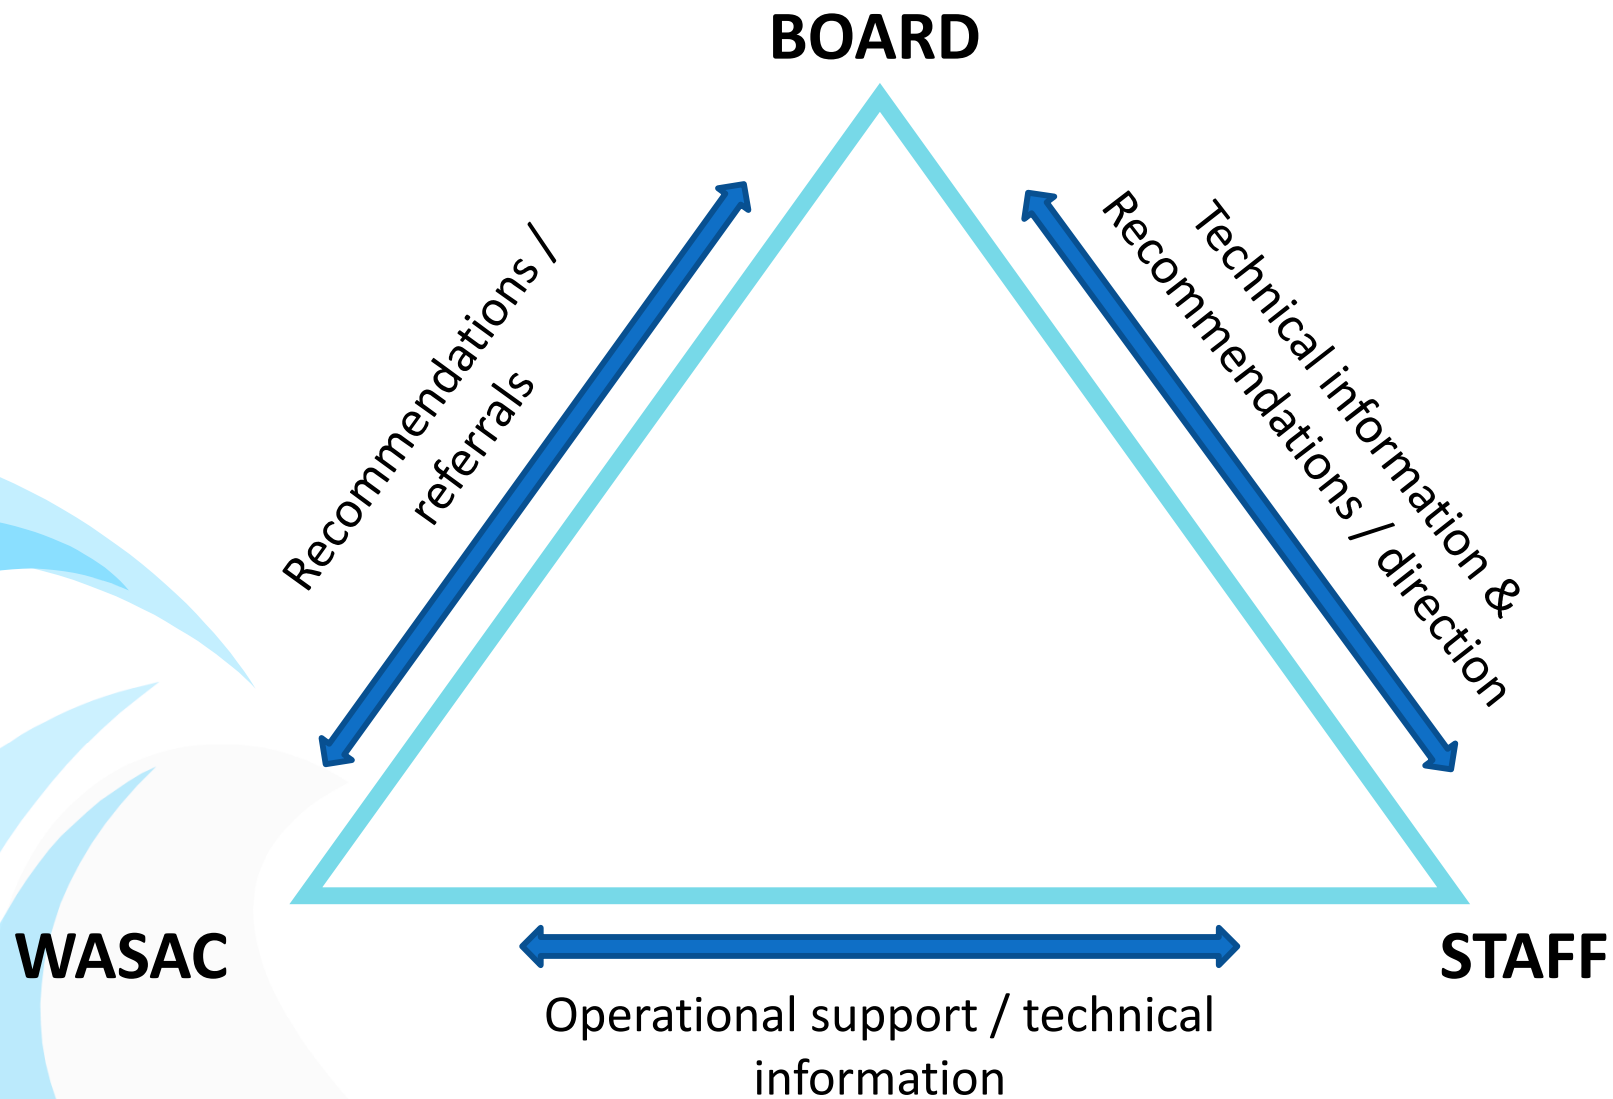 BOARD
Recommendations /
referrals
Technical information &
Recommendations / direction
WASAC
STAFF
Operational support / technical
information